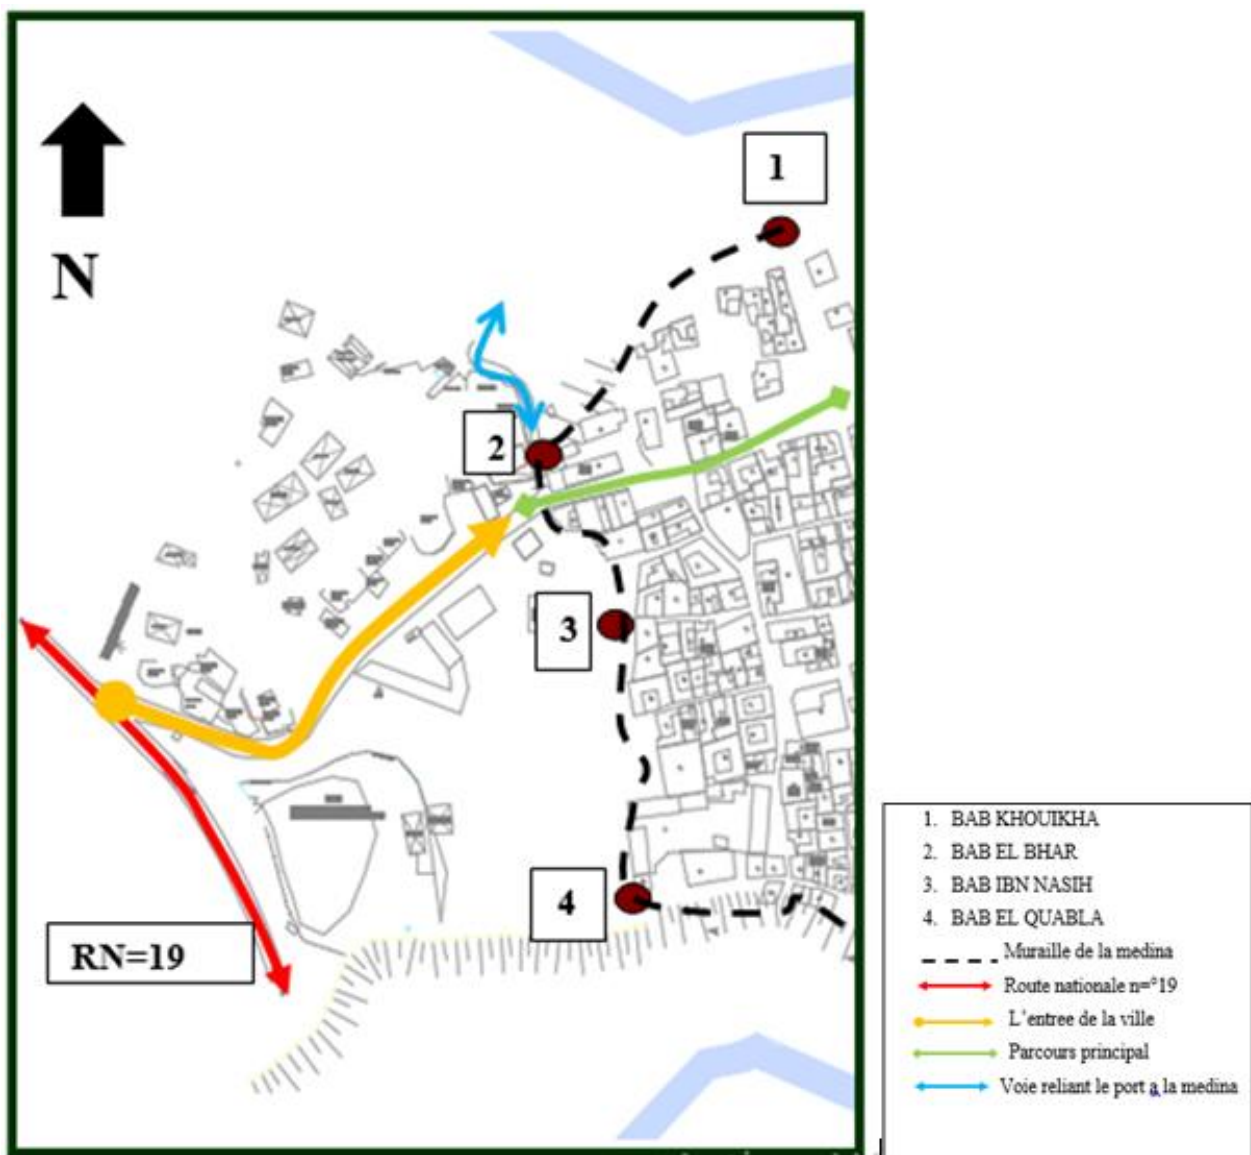 1
N
2
3
4
RN=19
1. BAB KHOUIKHA
2. BAB EL BHAR
3. BAB IBN NASIH
4. BAB EL QUABLA
Muraille de la medina
Route nationale n=°19
L'entree de la ville
Parcours principal
Voie reliant le port a la medina